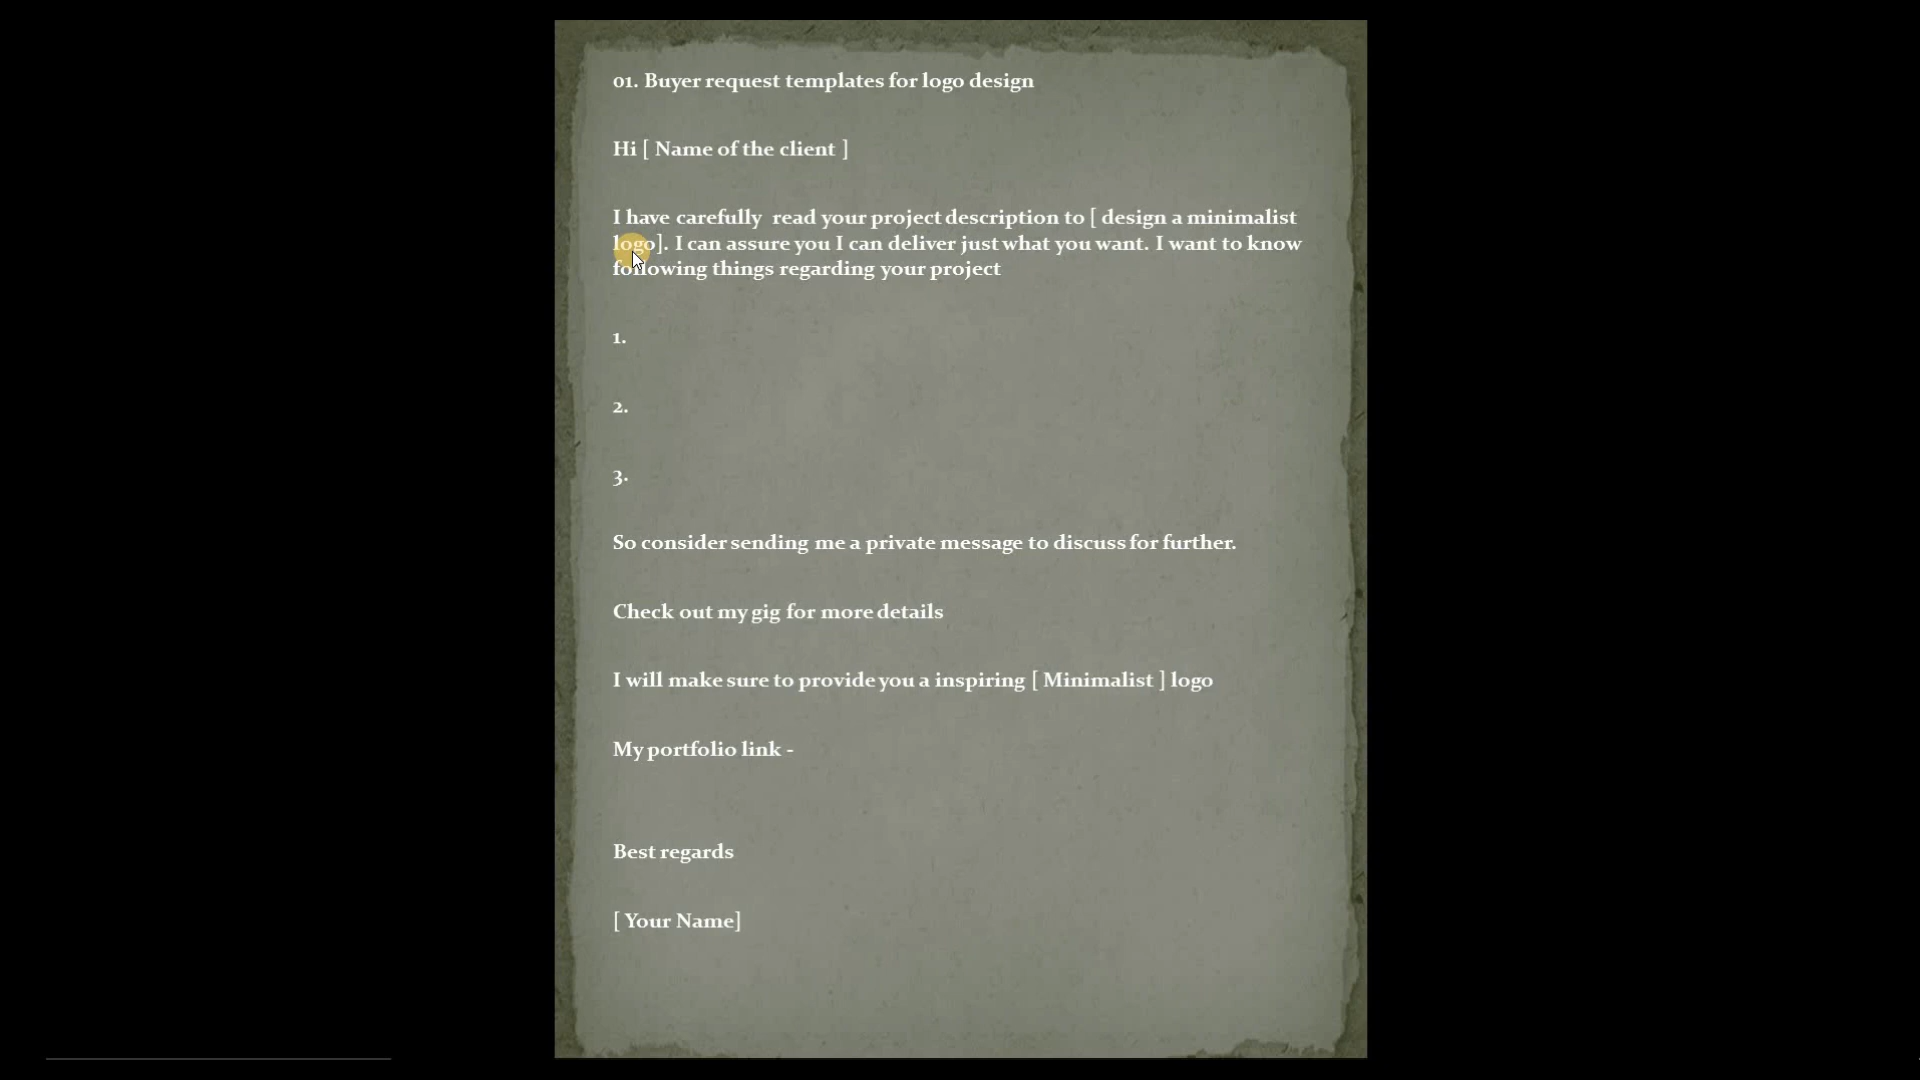 01. Buyer request templates for logo design
Hi [ Name of the client ]
I have carefully  read your project description to [ design a minimalist
logo]. I can assure you I can deliver just what you want. I want to know
following things regarding your project
1.
2.
3.
So consider sending me a private message to discuss for further.
Check out my gig for more details
I will make sure to provide you a inspiring [ Minimalist ] logo
My portfolio link -
Best regards
[ Your Name]